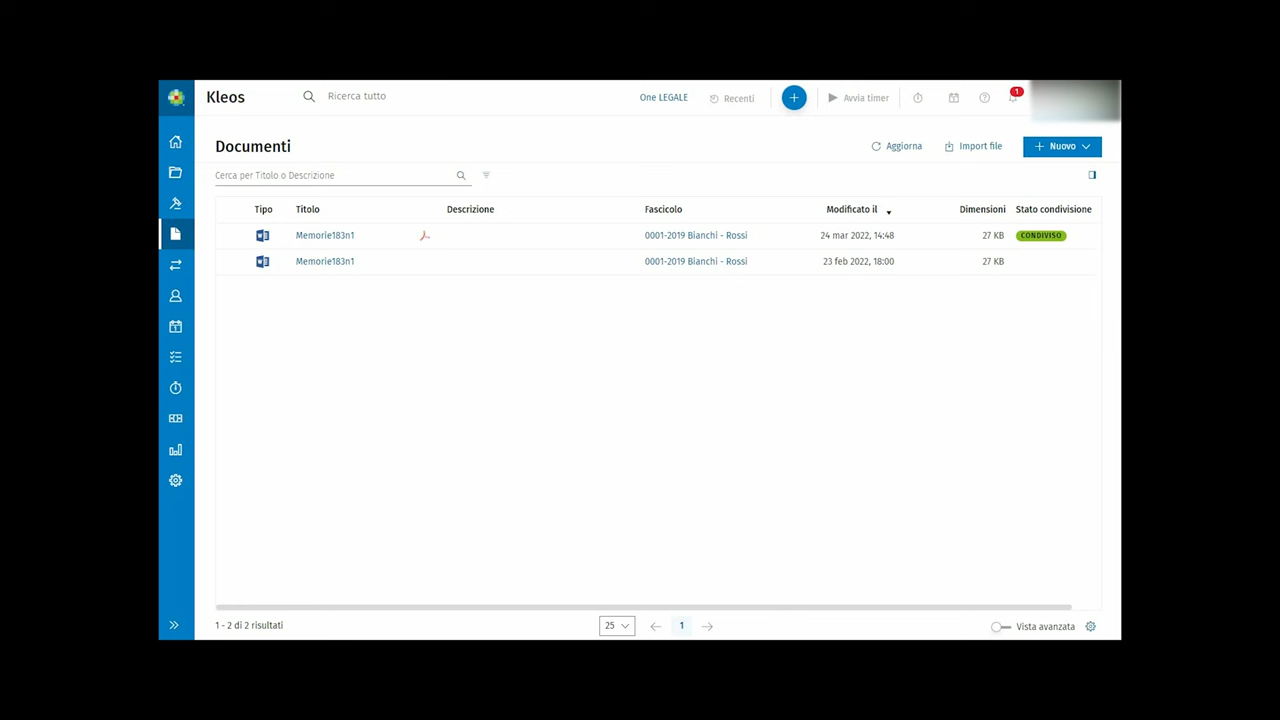 Kleos
Ricerca tutto
One LEGALE
Recenti
Avvia timer
1
Documenti
Aggiorna
Import file
Nuovo
Cerca per Titolo o Descrizione
Tipo Titolo Descrizione Fascicolo Modificato il Dimensioni Stato condivisione
Memorie183n1 0001-2019 Bianchi - Rossi 24 mar 2022, 14:48 27 KB CONDIVISO
Memorie183n1 0001-2019 Bianchi - Rossi 23 feb 2022, 18:00 27 KB
1 - 2 di 2 risultati
25
1
Vista avanzata